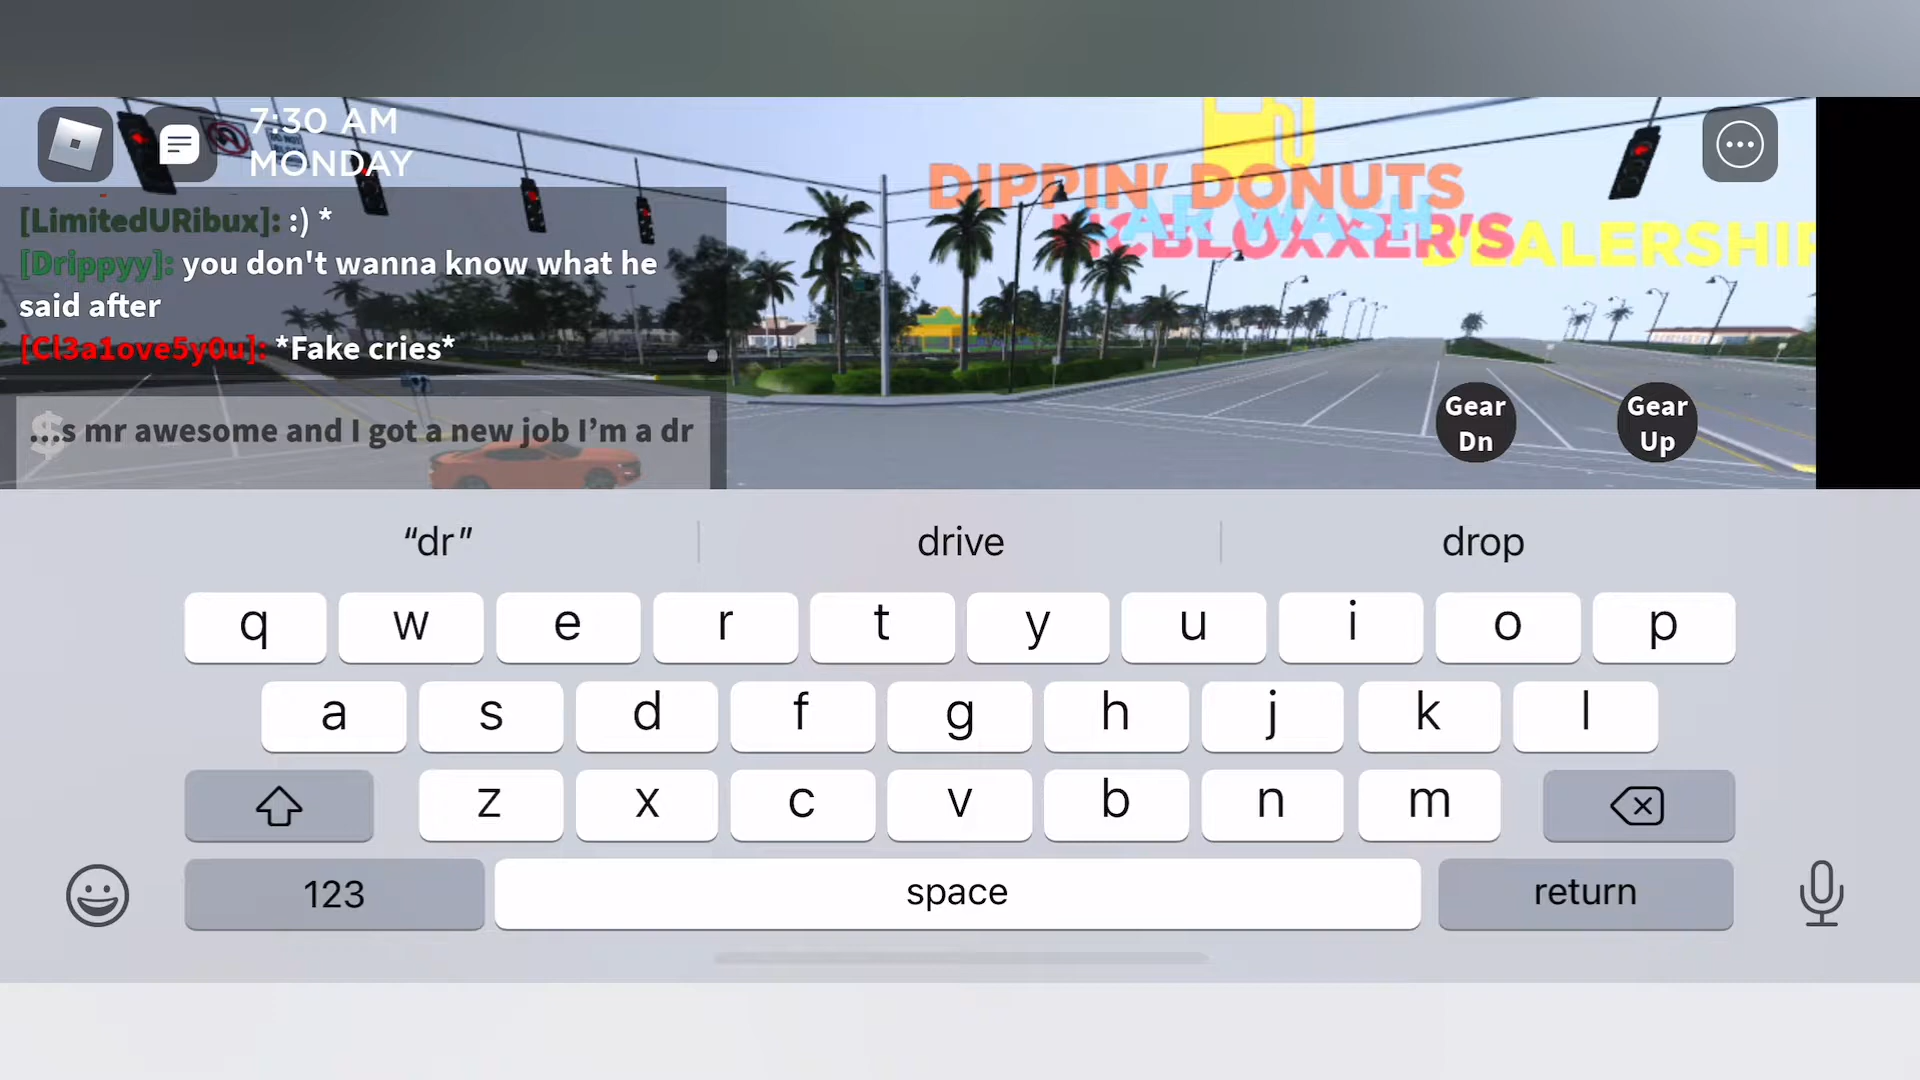 7:30 AM
MONDAY
[LimitedURibux]: :) *
[Drippyy]: you don't wanna know what he
said after
[Cl3a1ove5y0u]: *Fake cries*
...s mr awesome and I got a new job I’m a dr
DIPPIN' DONUTS
CAR WASH
MCBLOXXER'S
DEALERSHIP
Gear
Dn
Gear
Up
“dr”
drive
drop
q w e r t y u i o p
a s d f g h j k l
z x c v b n m
123
space
return